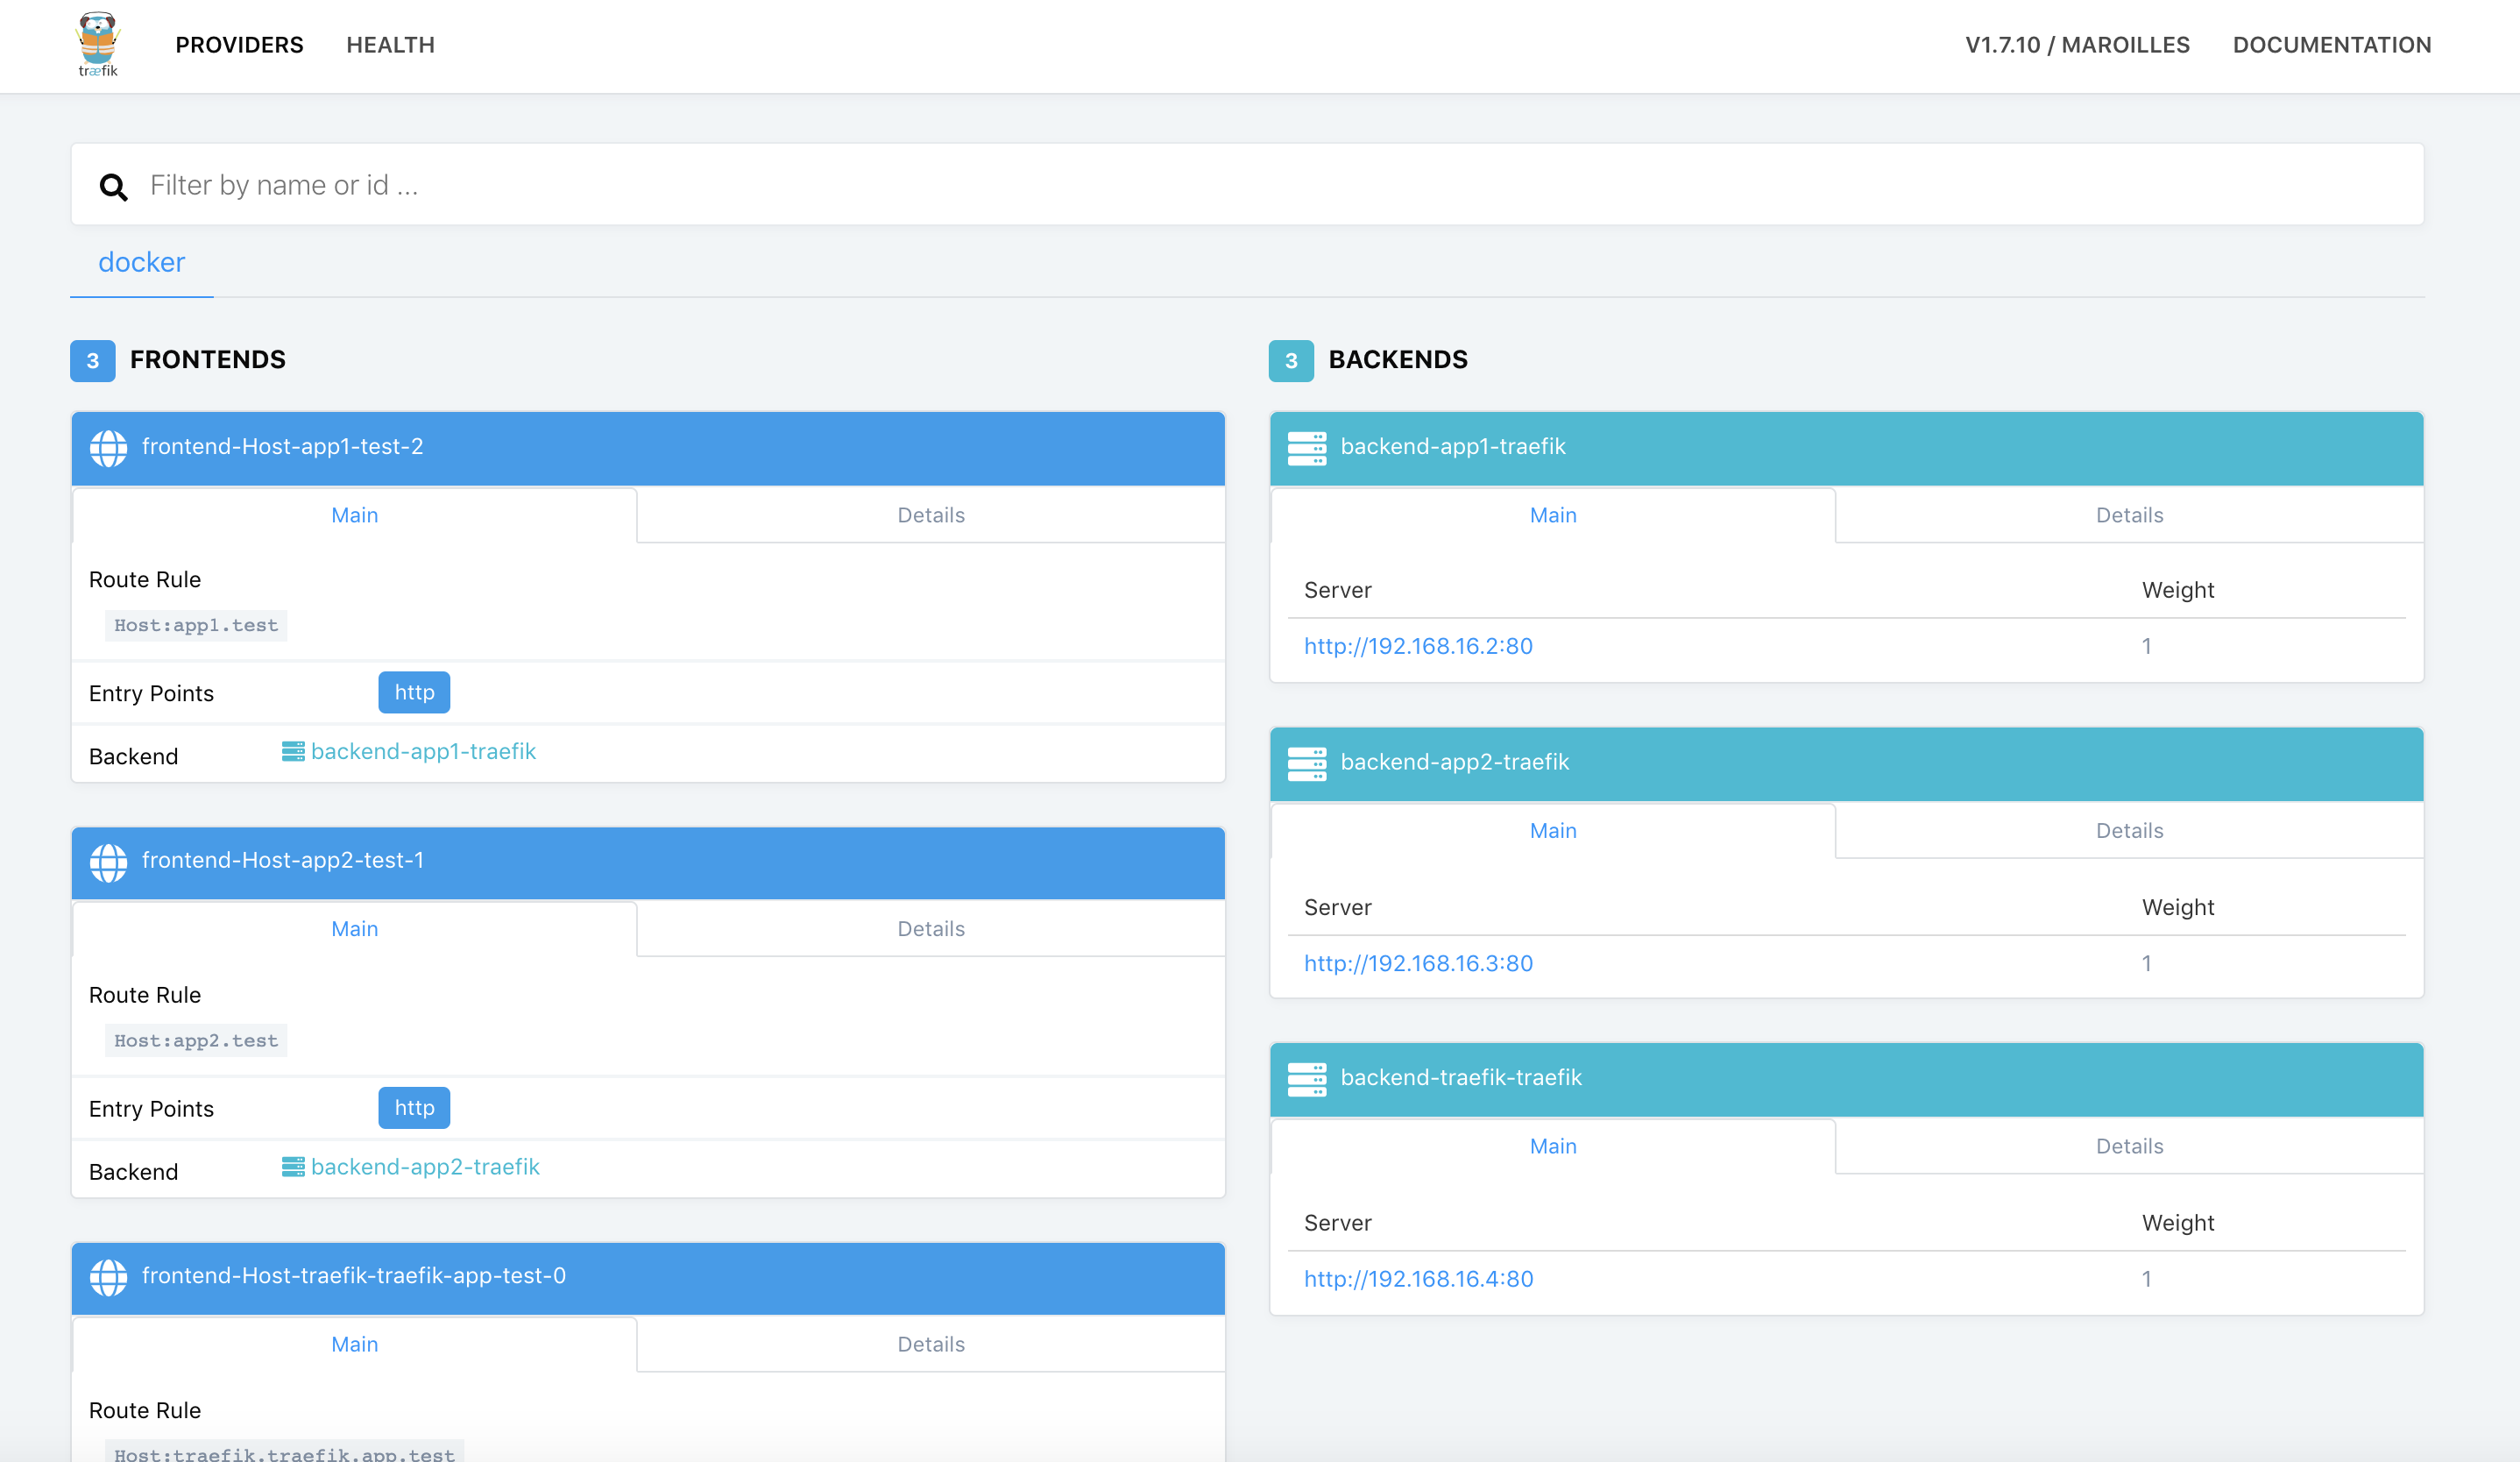 træfik
PROVIDERS HEALTH V1.7.10 / MAROILLES DOCUMENTATION
Filter by name or id ...
docker
3 FRONTENDS
frontend-Host-app1-test-2
Main Details
Route Rule
Host:app1.test
Entry Points http
Backend backend-app1-traefik
frontend-Host-app2-test-1
Main Details
Route Rule
Host:app2.test
Entry Points http
Backend backend-app2-traefik
frontend-Host-traefik-traefik-app-test-0
Main Details
Route Rule
Host:traefik.traefik.app.test
3 BACKENDS
backend-app1-traefik
Main Details
Server Weight
http://192.168.16.2:80 1
backend-app2-traefik
Main Details
Server Weight
http://192.168.16.3:80 1
backend-traefik-traefik
Main Details
Server Weight
http://192.168.16.4:80 1